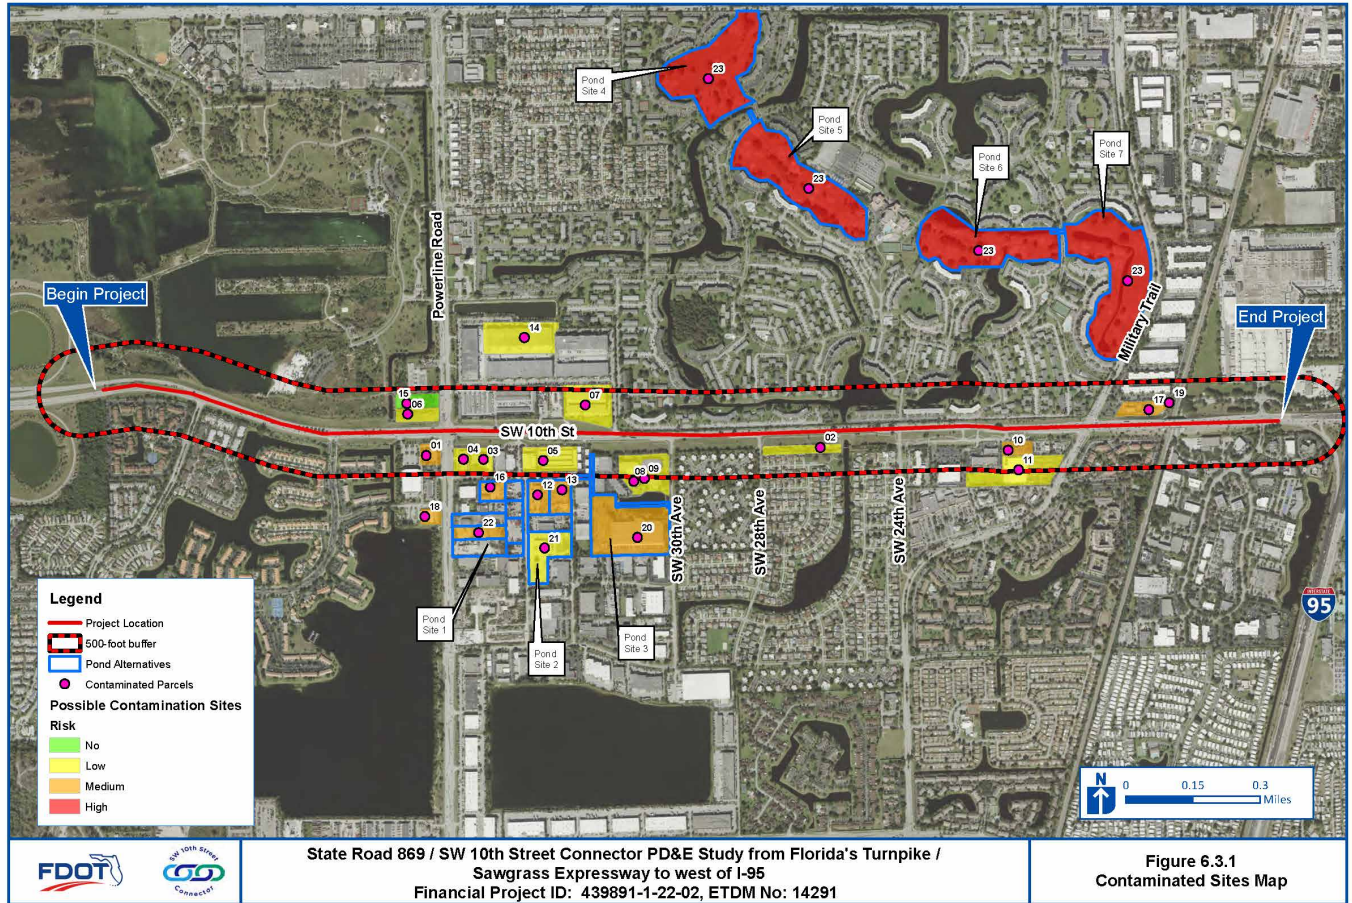 23
Pond
Site 4
Pond
Site 5
23
Pond
Site 6
Pond
Site 7
23
23
Powerline Road
Military Trail
Begin Project
End Project
14
15
06
07
19
17
SW 10th St
01
04
03
05
02
10
11
16
12
13
08
09
18
22
21
20
SW 30th Ave
SW 28th Ave
SW 24th Ave
Pond
Site 1
Pond
Site 2
Pond
Site 3
INTERSTATE
95
Legend
Project Location
500-foot buffer
Pond Alternatives
Contaminated Parcels
Possible Contamination Sites
Risk
No
Low
Medium
High
N
0 0.15 0.3
Miles
FDOT
SW 10th Street
Connector
State Road 869 / SW 10th Street Connector PD&E Study from Florida's Turnpike /
Sawgrass Expressway to west of I-95
Financial Project ID: 439891-1-22-02, ETDM No: 14291
Figure 6.3.1
Contaminated Sites Map